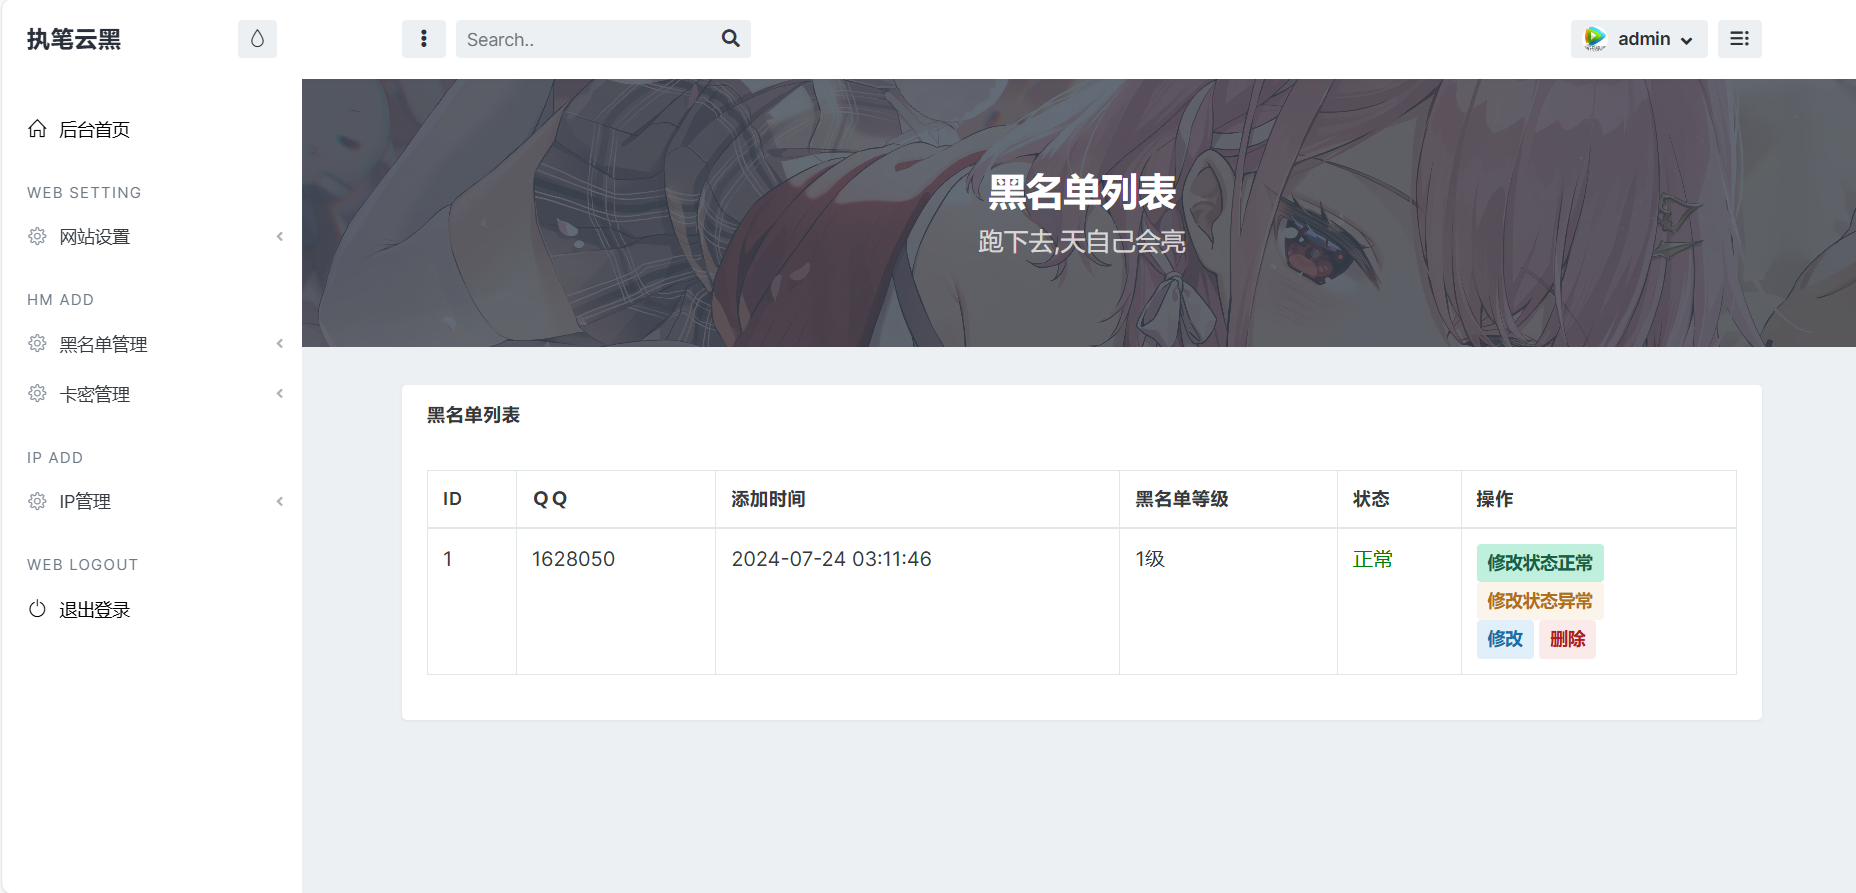 执笔云黑
Search..
admin
后台首页
WEB SETTING
网站设置
HM ADD
黑名单管理
卡密管理
IP ADD
IP管理
WEB LOGOUT
退出登录
黑名单列表
跑下去,天自己会亮
黑名单列表
ID QQ 添加时间 黑名单等级 状态 操作
1 1628050 2024-07-24 03:11:46 1级 正常 修改状态正常
修改状态异常
修改 删除